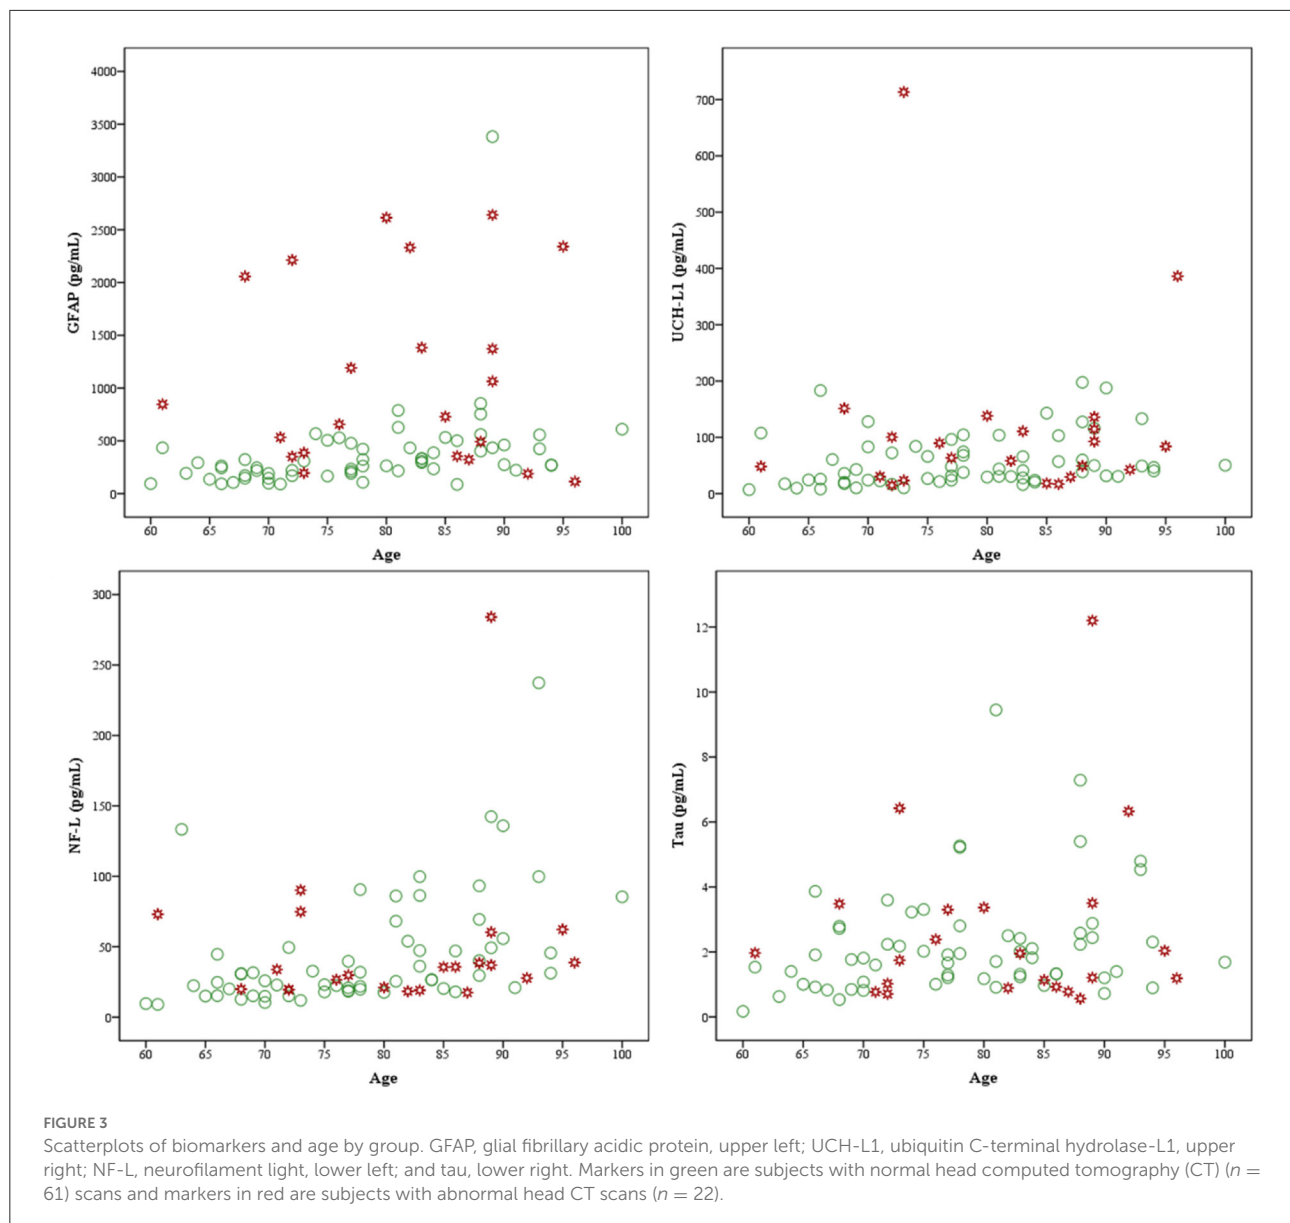 4000
3500
3000
2500
2000
1500
1000
500
0
GFAP (pg/mL)
60 65 70 75 80 85 90 95 100
Age
700
600
500
400
300
200
100
0
UCH-L1 (pg/mL)
60 65 70 75 80 85 90 95 100
Age
300
250
200
150
100
50
0
NF-L (pg/mL)
60 65 70 75 80 85 90 95 100
Age
12
10
8
6
4
2
0
Tau (pg/mL)
60 65 70 75 80 85 90 95 100
Age
FIGURE 3
Scatterplots of biomarkers and age by group. GFAP, glial fibrillary acidic protein, upper left; UCH-L1, ubiquitin C-terminal hydrolase-L1, upper
right; NF-L, neurofilament light, lower left; and tau, lower right. Markers in green are subjects with normal head computed tomography (CT) (n =
61) scans and markers in red are subjects with abnormal head CT scans (n = 22).